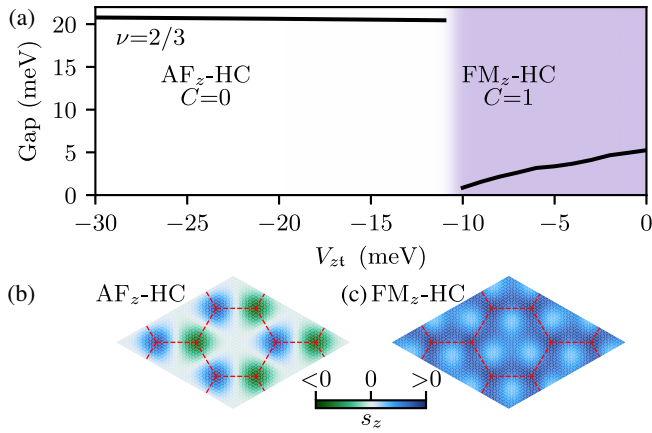 (a)
20
15
10
5
0
Gap (meV)
ν=2/3
AF_z-HC
C=0
FM_z-HC
C=1
−30 −25 −20 −15 −10 −5 0
V_zt (meV)
(b) AF_z-HC
(c) FM_z-HC
<0 0 >0
s_z